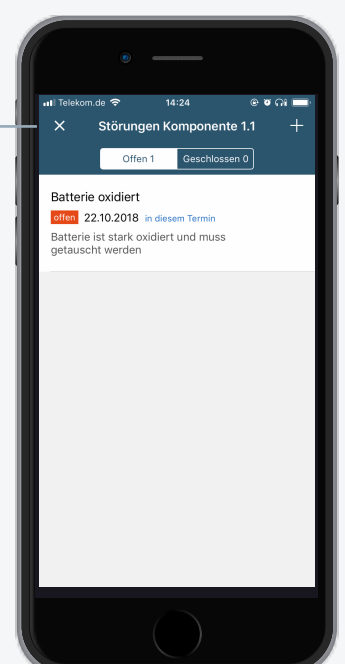 Telekom.de 14:24
Störungen Komponente 1.1
Offen 1 Geschlossen 0
Batterie oxidiert
offen 22.10.2018 in diesem Termin
Batterie ist stark oxidiert und muss
getauscht werden